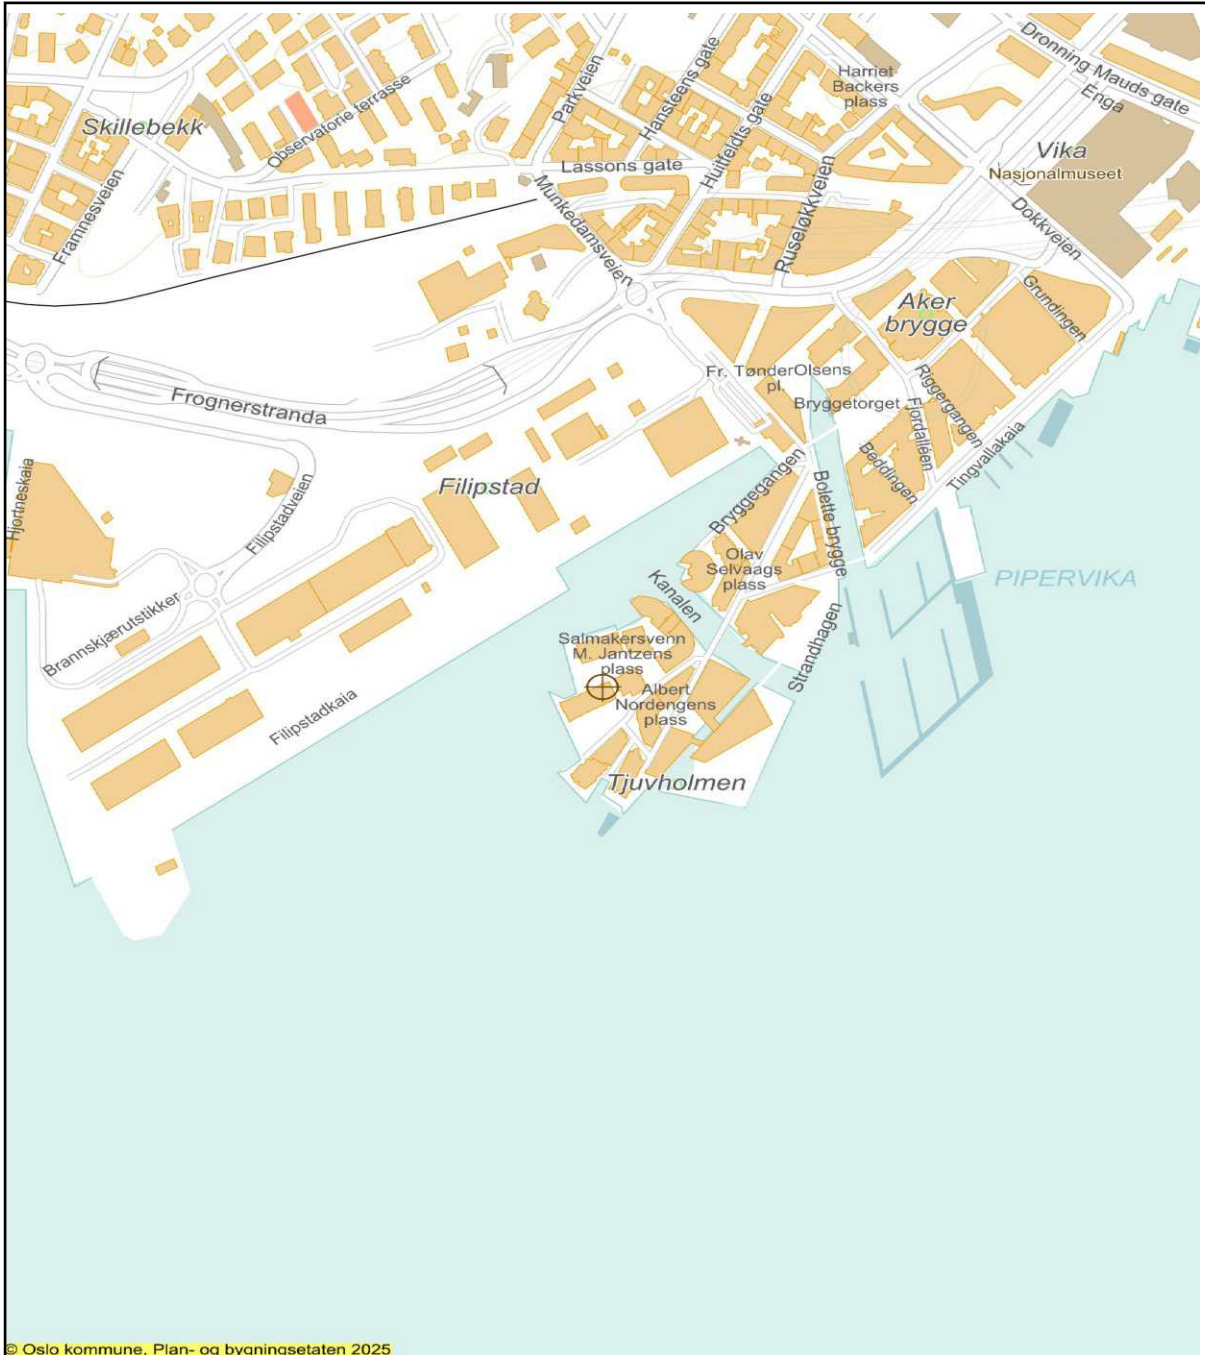 Dronning Mauds gate
Enga
Harriet
Backers
plass
Parkveien
Hansteens gate
Huitfeldts gate
Observatorie terrasse
Skillebekk
Vika
Nasjonalmuseet
Lassons gate
Framnesveien
Munkedamsveien
Ruseløkkveien
Dokkveien
Aker
brygge
Grundingen
Fr. TønderOlsens
pl.
Bryggetorget
Riggergangen
Fjordalléen
Frognerstranda
Beddingen
Tingvallakaia
Hjortneskaia
Filipstad
Filipstadveien
Bryggegangen
Bolette brygge
Olav
Selvaags
plass
Kanalen
PIPERVIKA
Brannskjærutstikker
Strandhagen
Salmakersvenn
M. Jantzens
plass
Albert
Nordengens
plass
Filipstadkaia
Tjuvholmen
© Oslo kommune, Plan- og bygningsetaten 2025